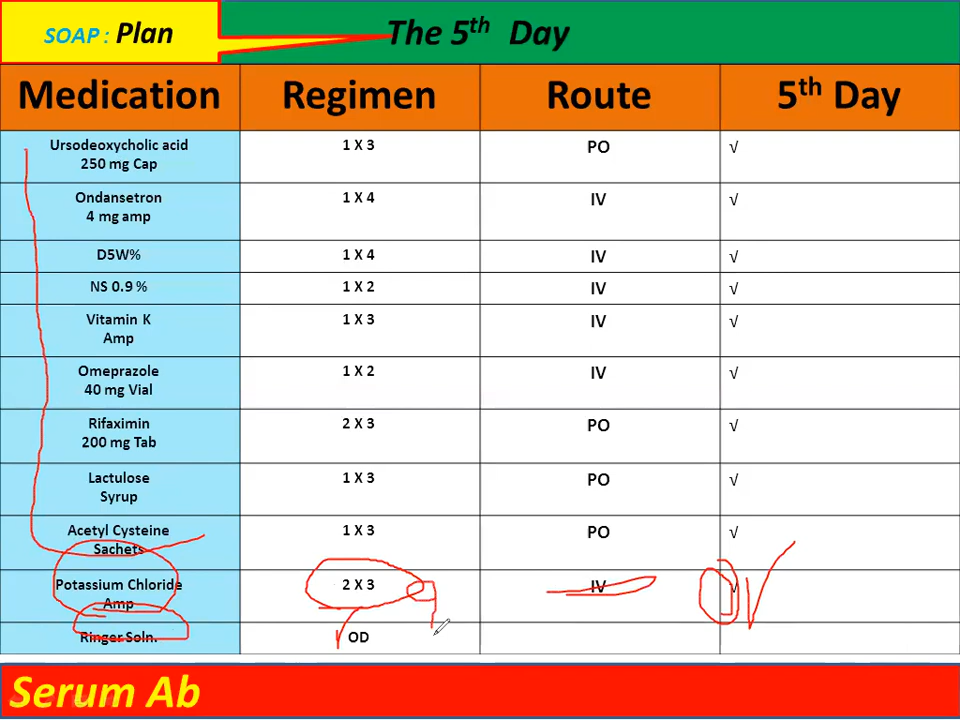 SOAP : Plan
The 5th Day
Medication Regimen Route 5th Day
Ursodeoxycholic acid
250 mg Cap
1 X 3 PO √
Ondansetron
4 mg amp
1 X 4 IV √
D5W% 1 X 4 IV √
NS 0.9 % 1 X 2 IV √
Vitamin K
Amp
1 X 3 IV √
Omeprazole
40 mg Vial
1 X 2 IV √
Rifaximin
200 mg Tab
2 X 3 PO √
Lactulose
Syrup
1 X 3 PO √
Acetyl Cysteine
Sachets
1 X 3 PO √
Potassium Chloride
Amp
2 X 3 IV √
Ringer Soln. OD
Serum Ab